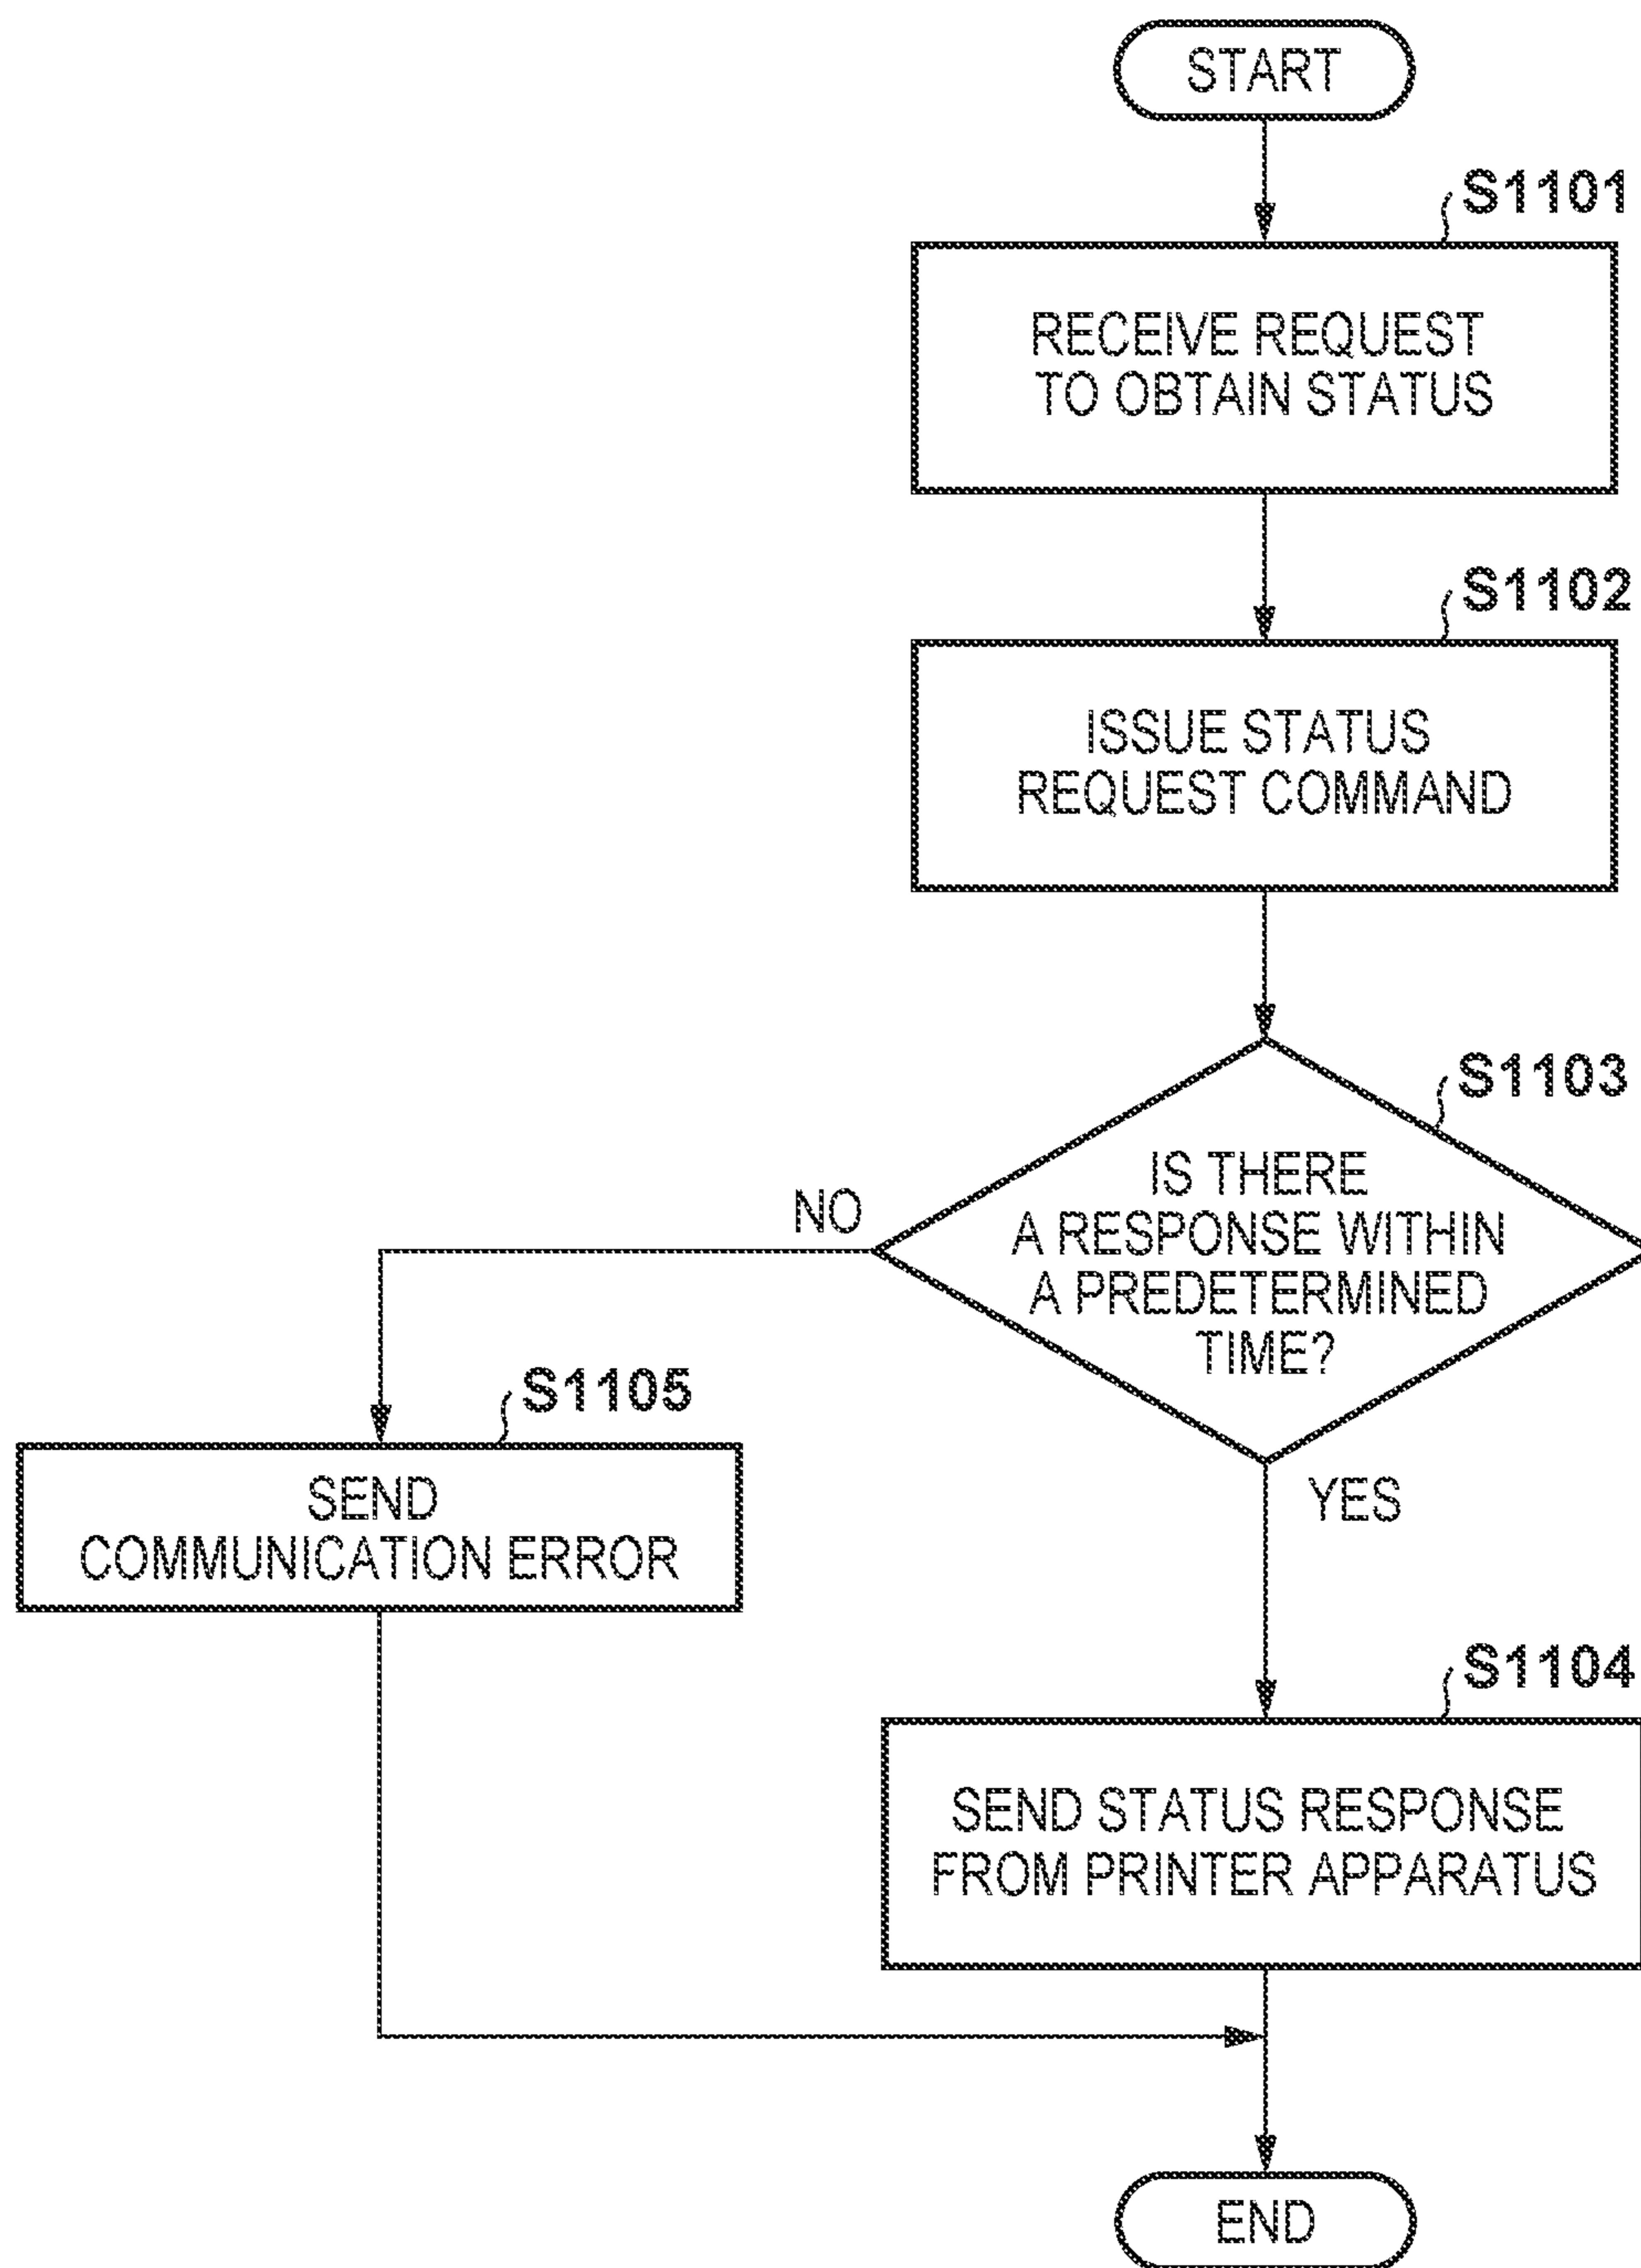 START
S1101
RECEIVE REQUEST
TO OBTAIN STATUS
S1102
ISSUE STATUS
REQUEST COMMAND
S1103
IS THERE
A RESPONSE WITHIN
A PREDETERMINED
TIME?
NO
YES
S1105
SEND
COMMUNICATION ERROR
S1104
SEND STATUS RESPONSE
FROM PRINTER APPARATUS
END